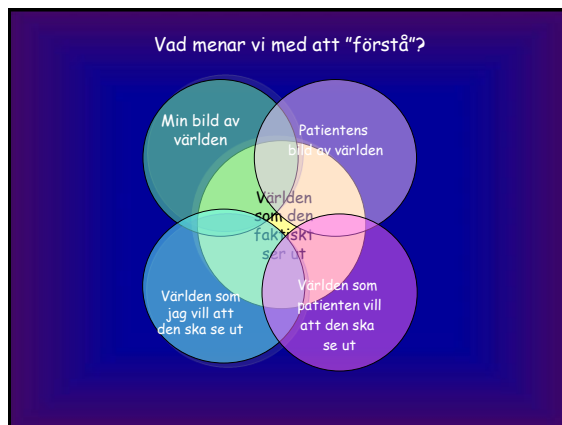 Vad menar vi med att ”förstå”?
Min bild av
världen
Patientens
bild av världen
Världen
som den
faktiskt
ser ut
Världen som
jag vill att
den ska se ut
Världen som
patienten vill
att den ska
se ut